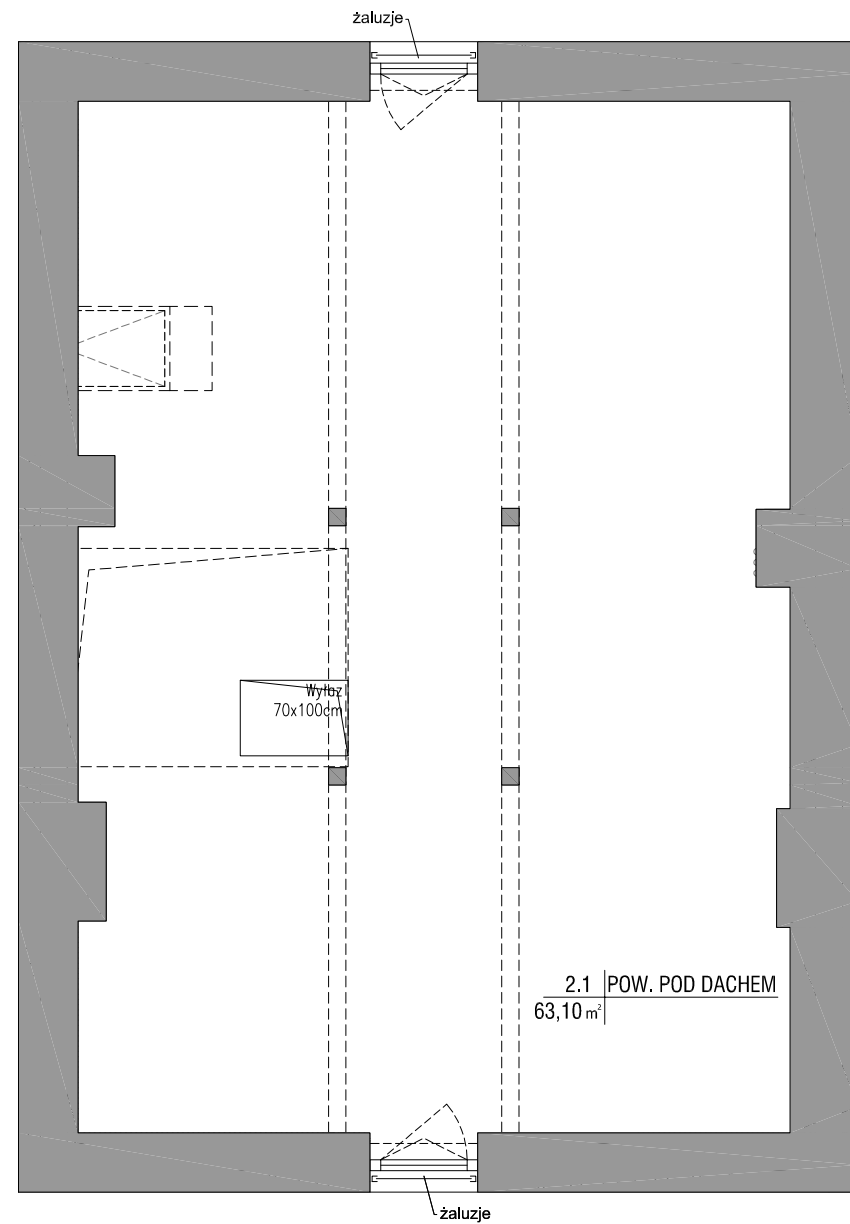 żaluzje
Wyłaz
70x100cm
2.1 POW. POD DACHEM
63,10 m²
żaluzje